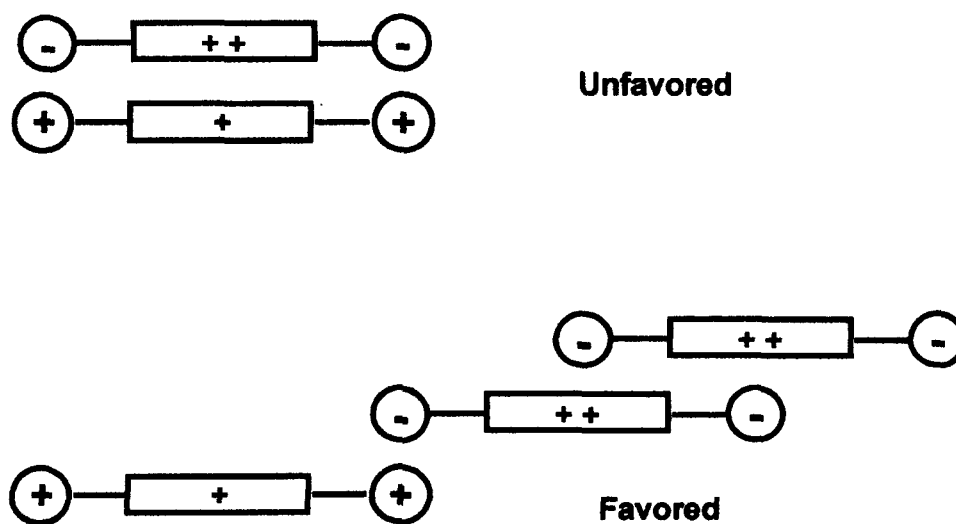 - + + -
+ + +
Unfavored
- + + -
- + + -
+ + +
Favored